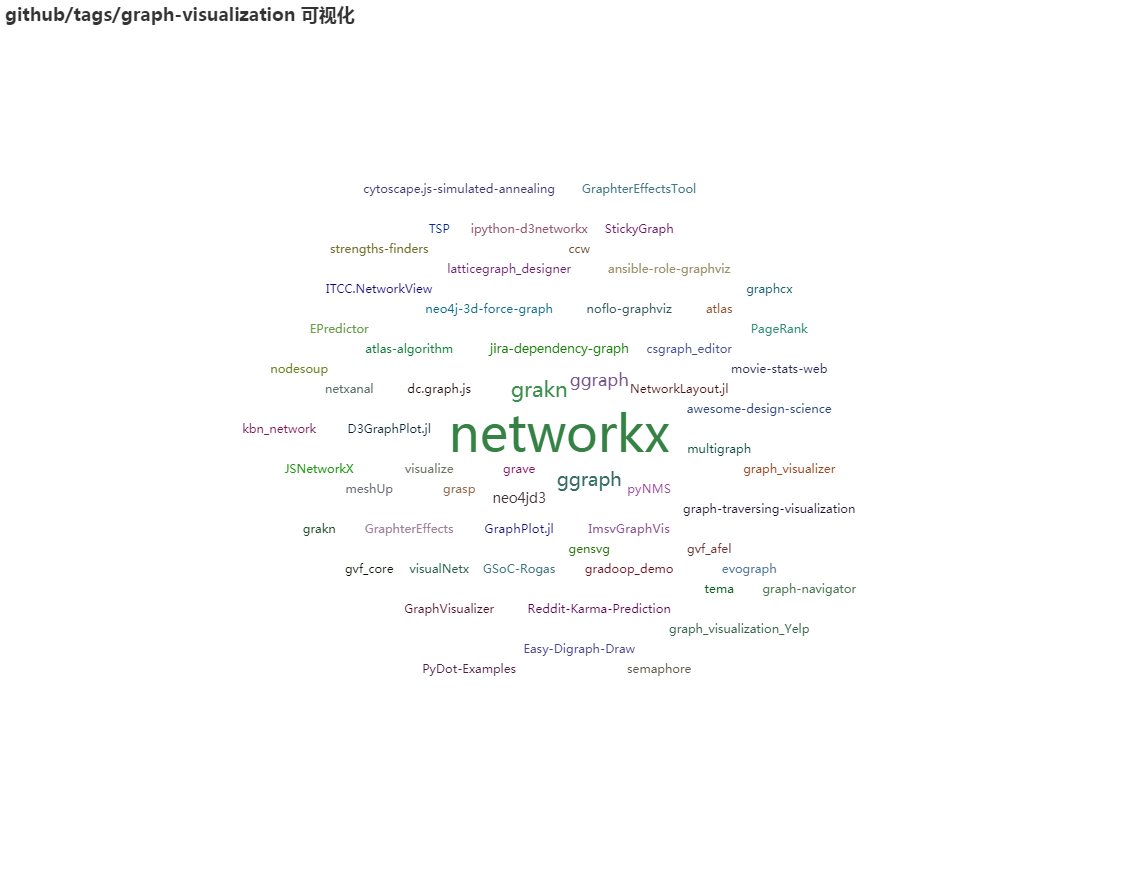 github/tags/graph-visualization 可视化
cytoscape.js-simulated-annealing GraphterEffectsTool
TSP ipython-d3networkx StickyGraph
strengths-finders ccw
latticegraph_designer ansible-role-graphviz
ITCC.NetworkView graphcx
neo4j-3d-force-graph noflo-graphviz atlas
EPredictor PageRank
atlas-algorithm jira-dependency-graph csgraph_editor
nodesoup movie-stats-web
ggraph
netxanal dc.graph.js grakn NetworkLayout.jl
awesome-design-science
kbn_network D3GraphPlot.jl networkx
multigraph
JSNetworkX visualize grave graph_visualizer
ggraph
meshUp grasp pyNMS
neo4jd3
graph-traversing-visualization
grakn GraphterEffects GraphPlot.jl ImsvGraphVis
gensvg gvf_afel
gvf_core visualNetx GSoC-Rogas gradoop_demo evograph
tema graph-navigator
GraphVisualizer Reddit-Karma-Prediction
graph_visualization_Yelp
Easy-Digraph-Draw
PyDot-Examples semaphore